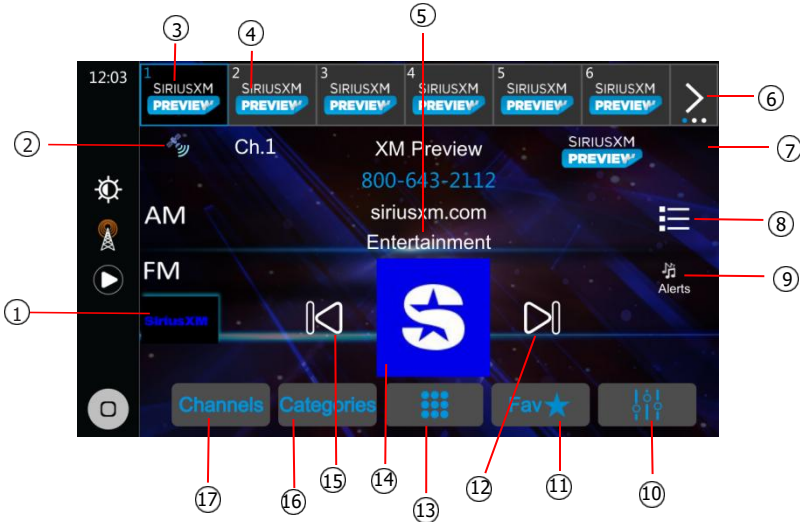 ③ ④ ⑤
12:03
1 SIRIUSXM PREVIEW
2 SIRIUSXM PREVIEW
3 SIRIUSXM PREVIEW
4 SIRIUSXM PREVIEW
5 SIRIUSXM PREVIEW
6 SIRIUSXM PREVIEW
⑥
② Ch.1 XM Preview SIRIUSXM PREVIEW ⑦
800-643-2112
AM siriusxm.com ⑧
Entertainment
FM ⑨
Alerts
① SiriusXM S
Channels Categories Fav
⑰ ⑯ ⑮ ⑭ ⑬ ⑫ ⑪ ⑩